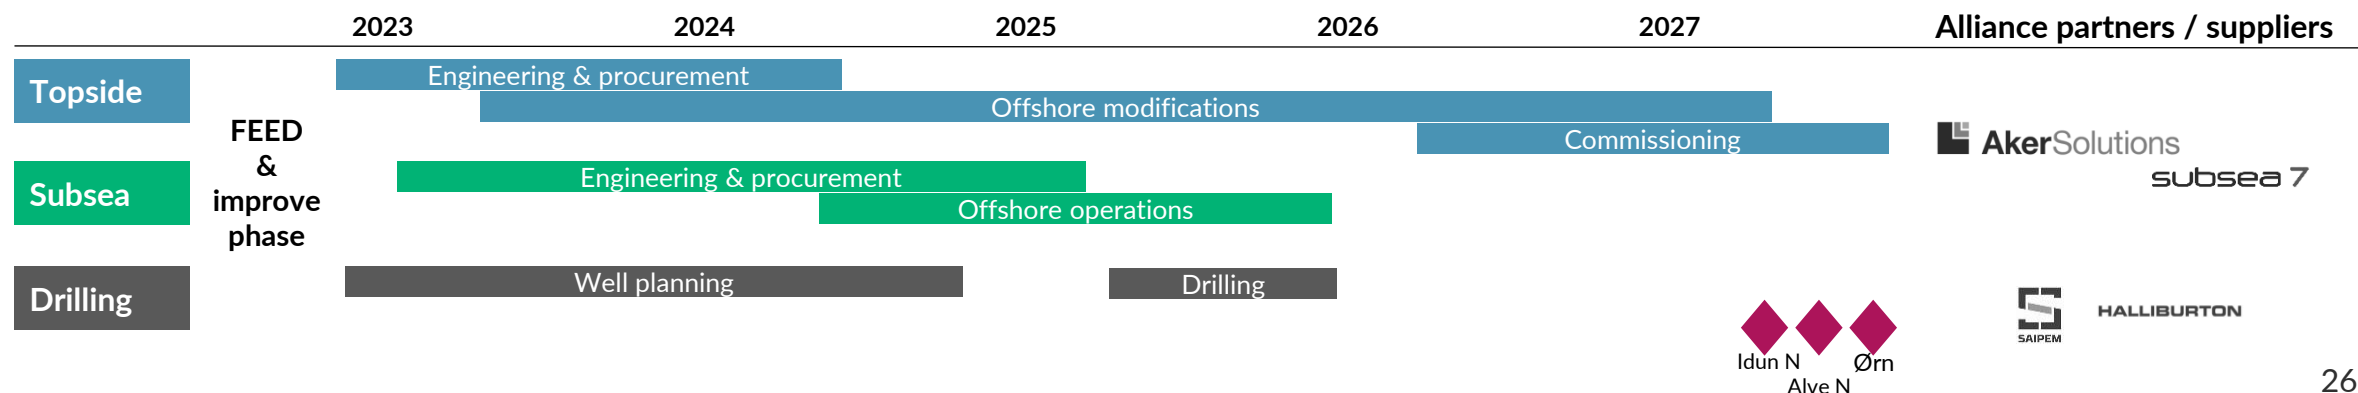 2023 2024 2025 2026 2027 Alliance partners / suppliers
Topside
Engineering & procurement
Offshore modifications
Commissioning
FEED
&
improve
phase
AkerSolutions
subsea 7
Subsea
Engineering & procurement
Offshore operations
Drilling
Well planning
Drilling
SAIPEM
HALLIBURTON
Idun N
Alve N
Ørn
26